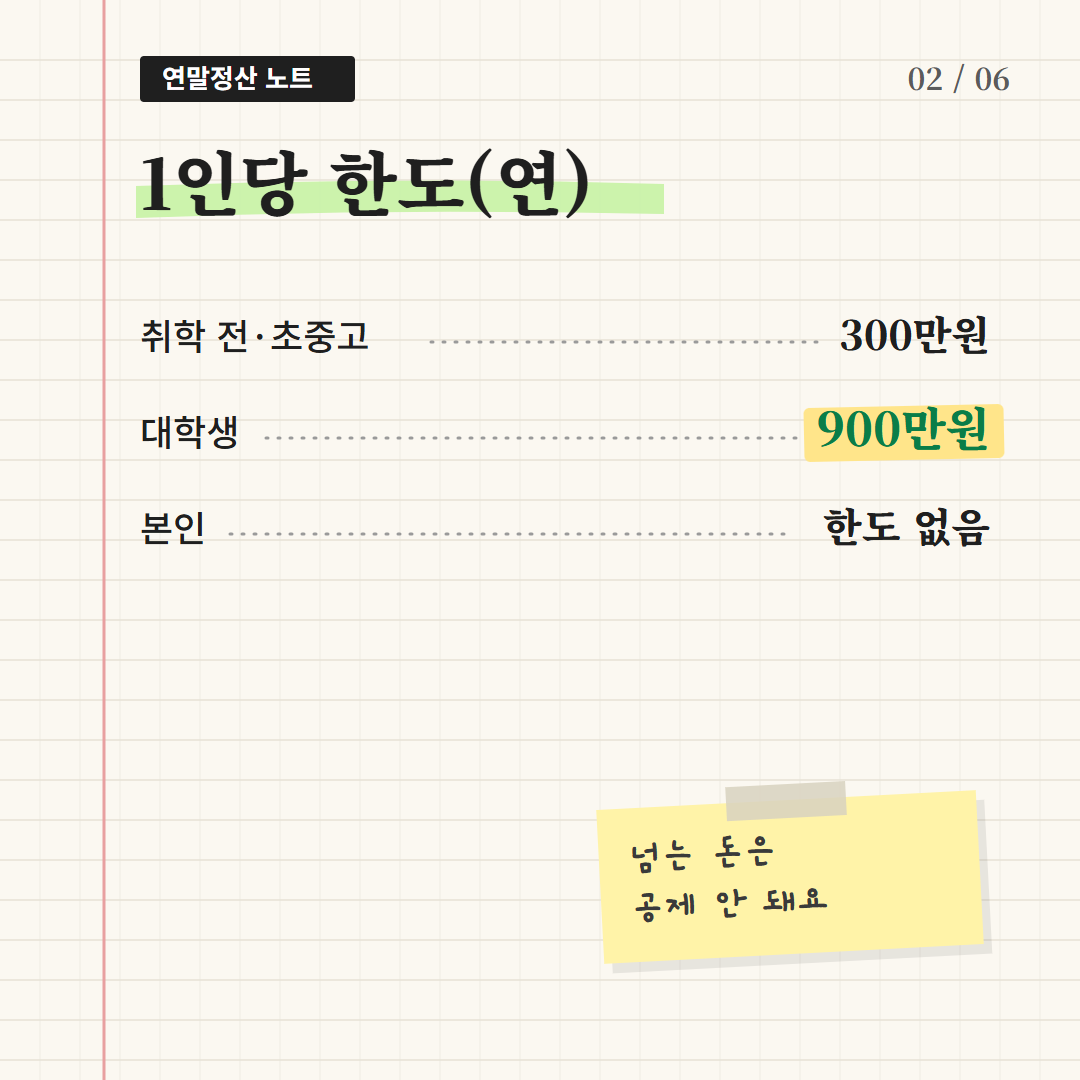 연말정산 노트
02 / 06
1인당 한도(연)
취학 전·초중고 300만원
대학생 900만원
본인 한도 없음
넘는 돈은
공제 안 돼요